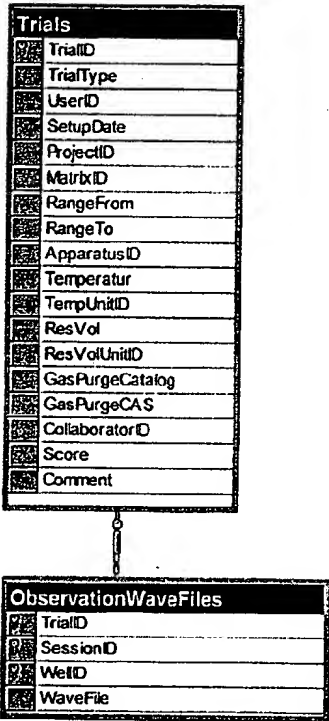 Trials
TrialID
TrialType
UserID
SetupDate
ProjectID
MatrixID
RangeFrom
RangeTo
ApparatusID
Temperatur
TempUnitID
ResVol
ResVolUnitID
GasPurgeCatalog
GasPurgeCAS
CollaboratorID
Score
Comment
ObservationWaveFiles
TrialID
SessionID
WellID
WaveFile